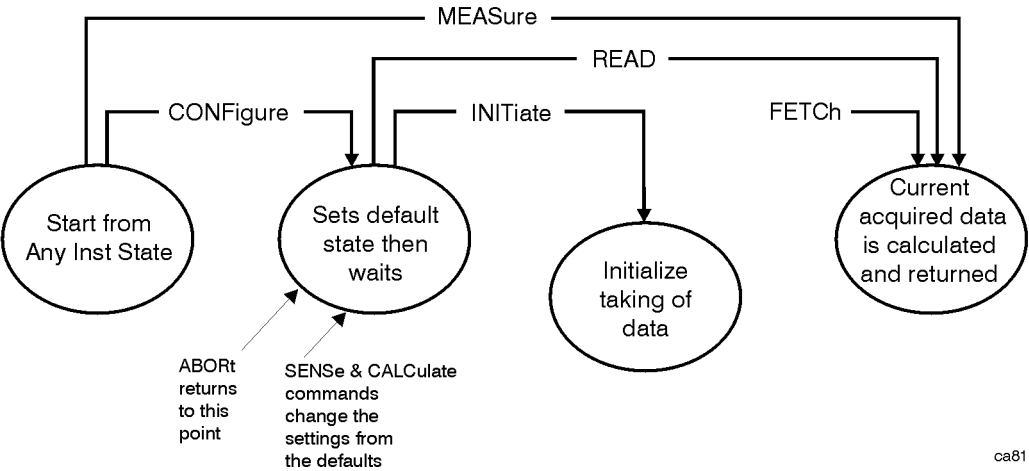 MEASure
READ
CONFigure
INITiate
FETCh
Start from
Any Inst State
Sets default
state then
waits
Initialize
taking of
data
Current
acquired data
is calculated
and returned
ABORt
returns
to this
point
SENSe & CALCulate
commands
change the
settings from
the defaults
ca81